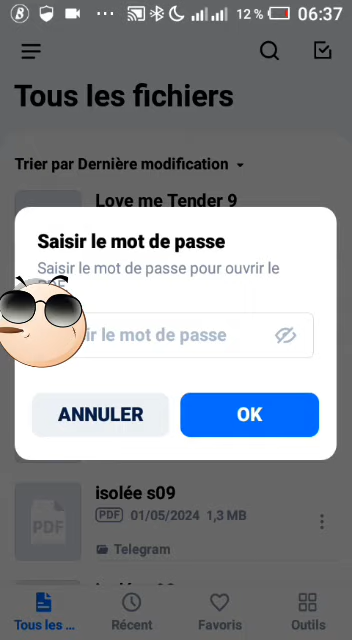 B ... 12 % 06:37
Tous les fichiers
Trier par Dernière modification
Love me Tender 9
Saisir le mot de passe
Saisir le mot de passe pour ouvrir le
ir le mot de passe
ANNULER OK
isolée s09
PDF PDF 01/05/2024 1,3 MB
Telegram
Tous les ... Récent Favoris Outils